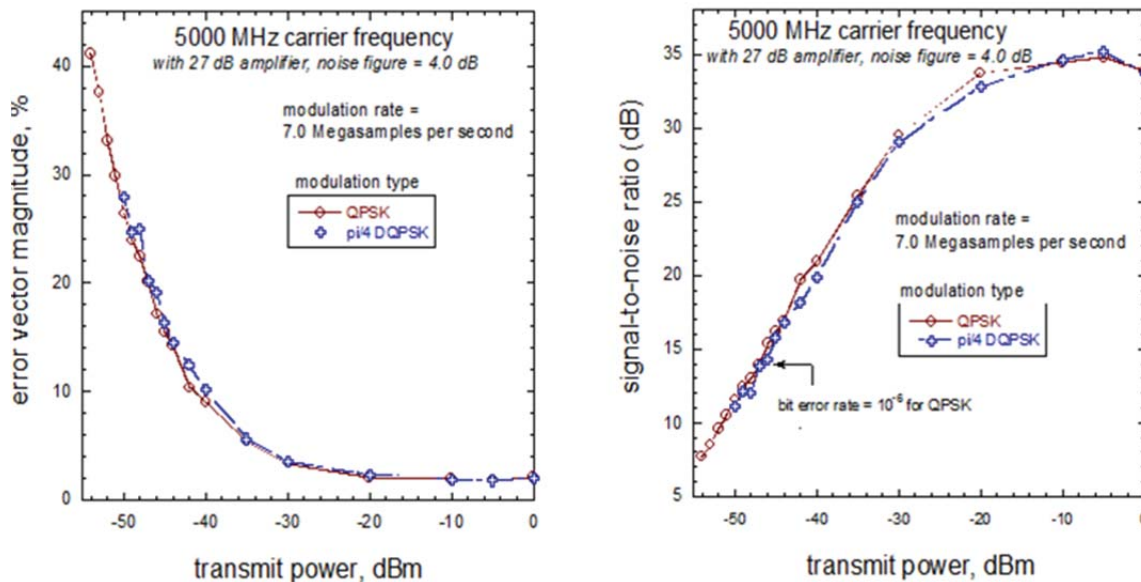 5000 MHz carrier frequency
with 27 dB amplifier, noise figure = 4.0 dB
modulation rate =
7.0 Megasamples per second
modulation type
QPSK
pi/4 DQPSK
error vector magnitude, %
40
30
20
10
0
-50
-40
-30
-20
-10
0
transmit power, dBm
5000 MHz carrier frequency
with 27 dB amplifier, noise figure = 4.0 dB
modulation rate =
7.0 Megasamples per second
modulation type
QPSK
pi/4 DQPSK
bit error rate = 10⁻⁶ for QPSK
signal-to-noise ratio (dB)
35
30
25
20
15
10
5
-50
-40
-30
-20
-10
0
transmit power, dBm